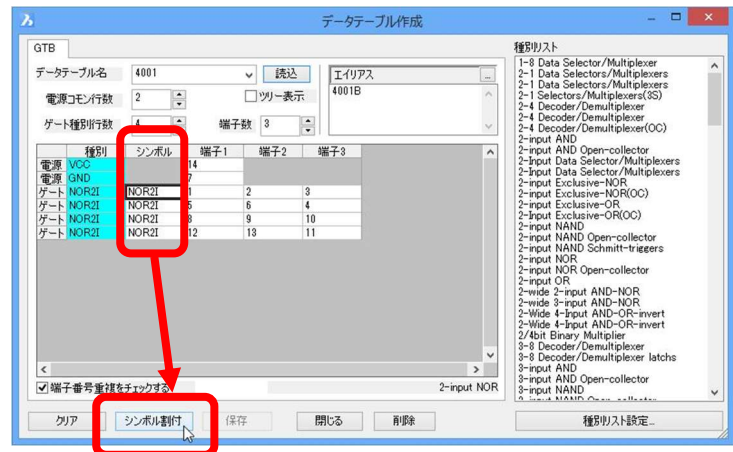 データテーブル作成
GTB
データテーブル名 4001 読込
電源コモン行数 2 ツリー表示
ゲート種別行数 4 端子数 3
エイリアス ...
4001B
種別 シンボル 端子1 端子2 端子3
電源 VCC 14
電源 GND 7
ゲート NOR2I NOR2I 1 2 3
ゲート NOR2I NOR2I 5 6 4
ゲート NOR2I NOR2I 8 9 10
ゲート NOR2I NOR2I 12 13 11
端子番号重複をチェックする 2-input NOR
クリア シンボル割付 保存 閉じる 削除
種別リスト
1-8 Data Selector/Multiplexer
2-1 Data Selectors/Multiplexers
2-1 Data Selectors/Multiplexers
2-1 Selectors/Multiplexers(3S)
2-4 Decoder/Demultiplexer
2-4 Decoder/Demultiplexer
2-4 Decoder/Demultiplexer(OC)
2-input AND
2-input AND Open-collector
2-Input Data Selector/Multiplexers
2-Input Data Selector/Multiplexers
2-input Exclusive-NOR
2-input Exclusive-NOR(OC)
2-input Exclusive-OR
2-Input Exclusive-OR(OC)
2-input NAND
2-input NAND Open-collector
2-input NAND Schmitt-triggers
2-input NOR
2-input NOR Open-collector
2-input OR
2-wide 2-input AND-NOR
2-wide 3-input AND-NOR
2-Wide 4-Input AND-OR-invert
2-Wide 4-Input AND-OR-invert
2/4bit Binary Multiplier
3-8 Decoder/Demultiplexer
3-8 Decoder/Demultiplexer latchs
3-input AND
3-input AND Open-collector
3-input NAND
種別リスト設定...